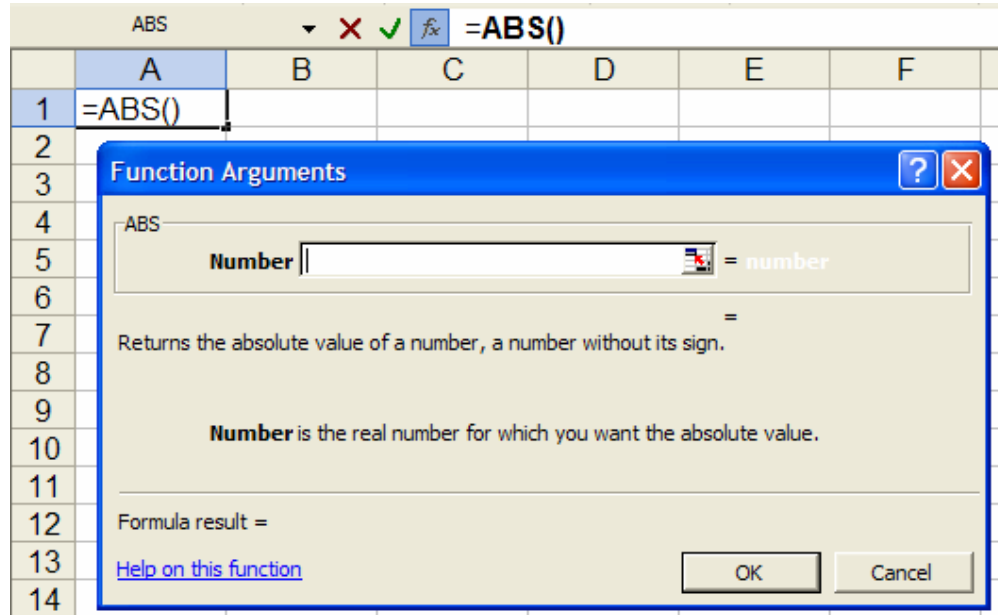 ABS fx =ABS()
A B C D E F
1 =ABS()
2
Function Arguments ?
3
4 ABS
5 Number = number
6
=
7 Returns the absolute value of a number, a number without its sign.
8
9
Number is the real number for which you want the absolute value.
10
11
12 Formula result =
13 Help on this function OK Cancel
14